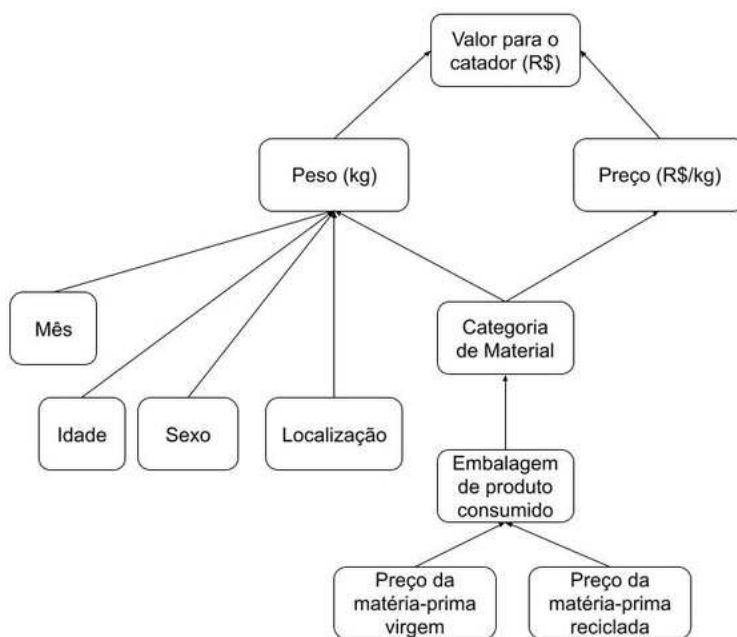 Valor para o
catador (R$)
Peso (kg)
Preço (R$/kg)
Mês
Categoria
de Material
Idade
Sexo
Localização
Embalagem
de produto
consumido
Preço da
matéria-prima
virgem
Preço da
matéria-prima
reciclada